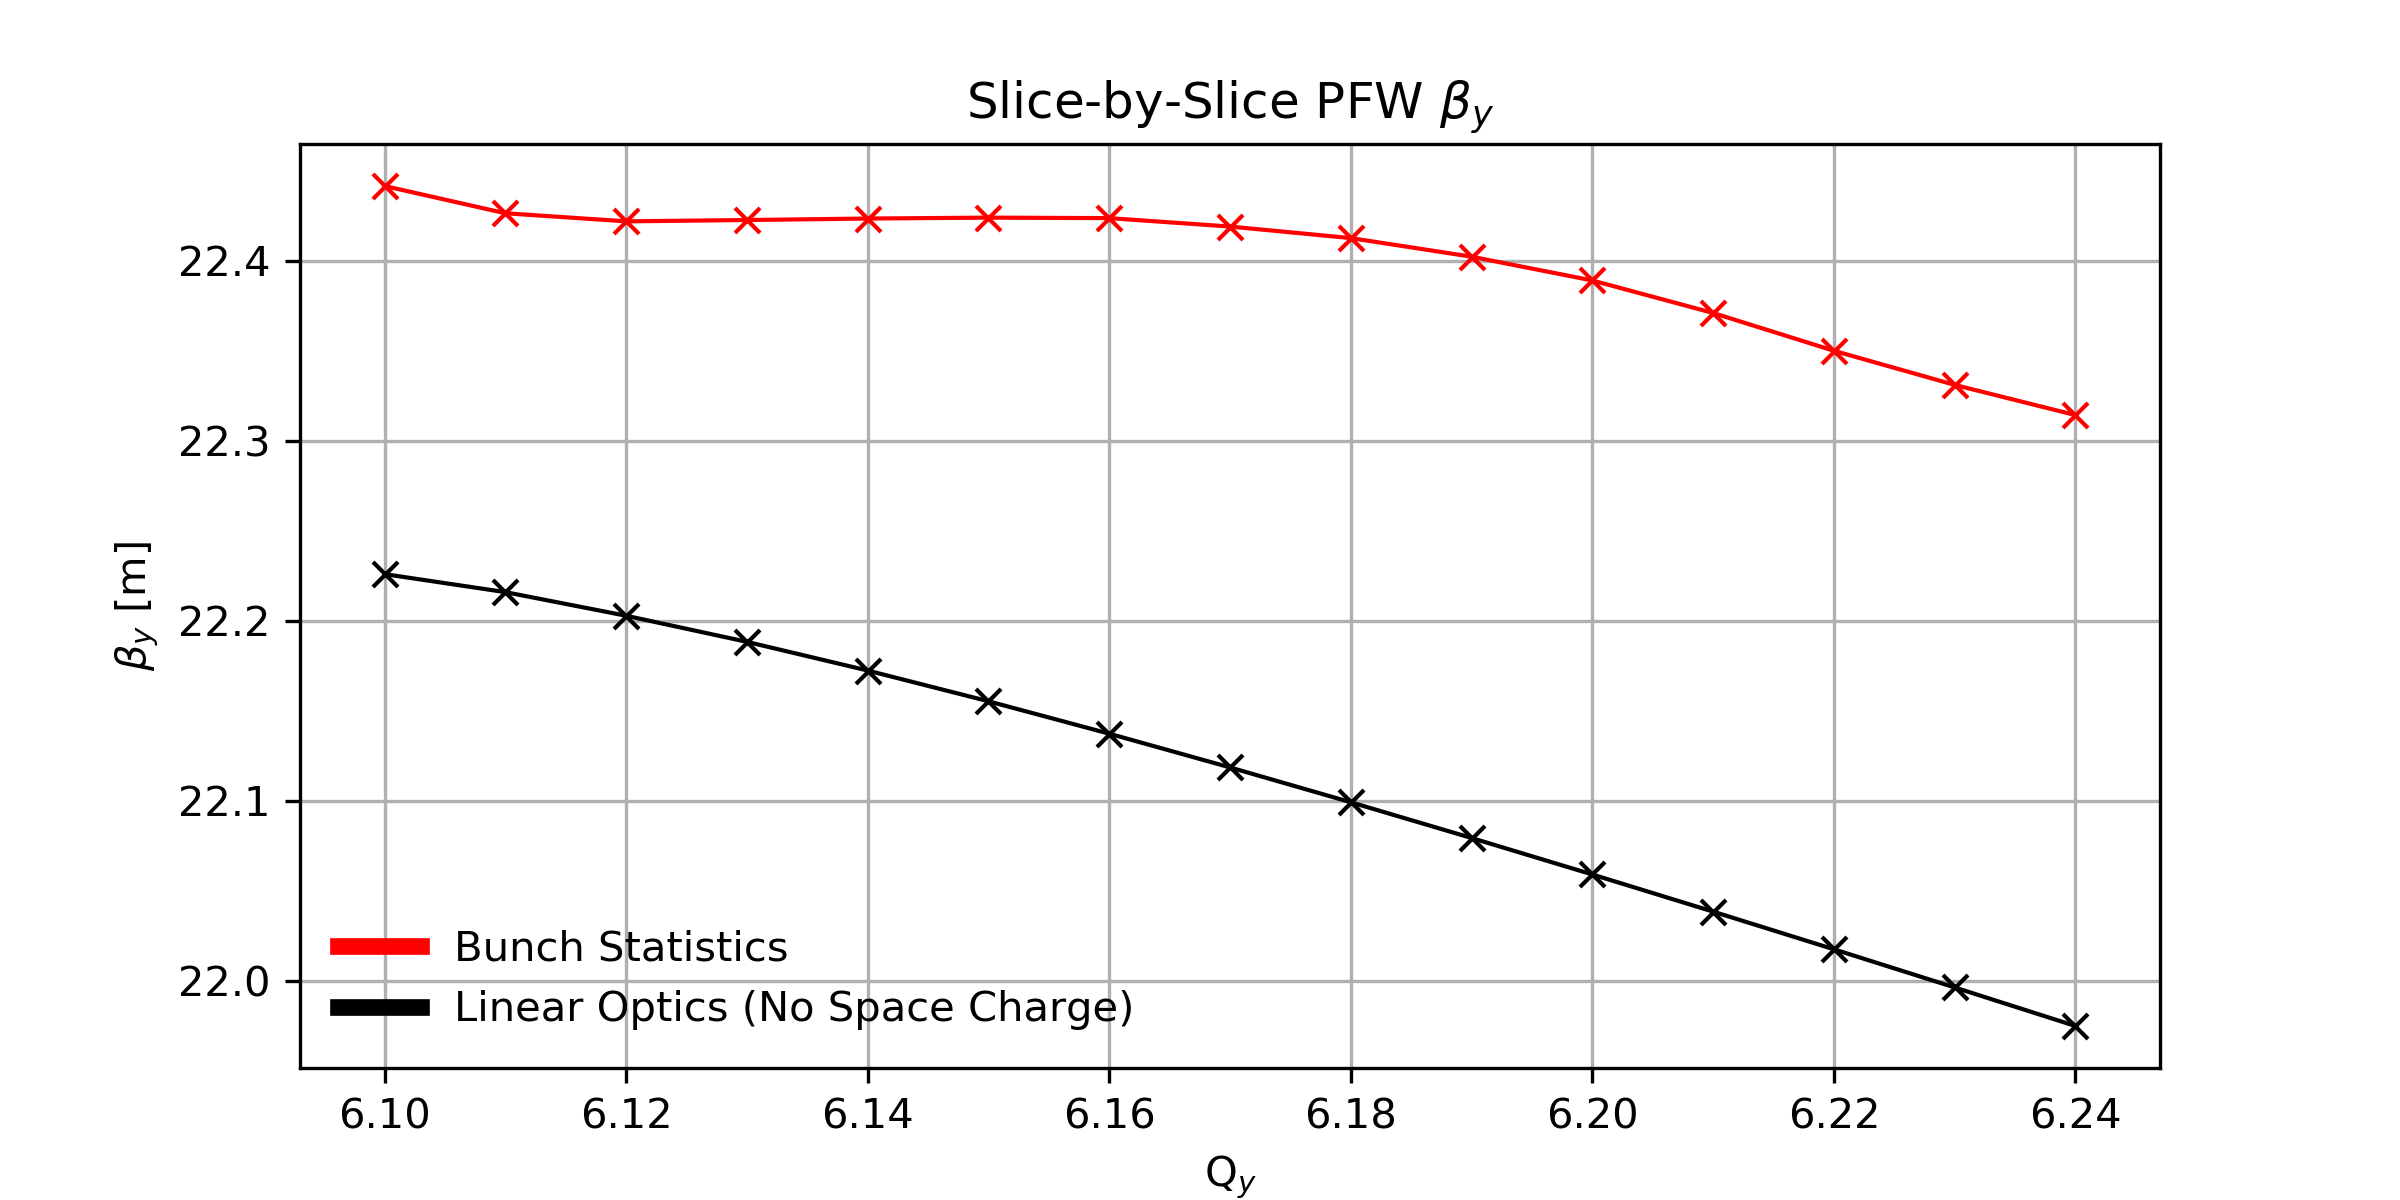 Slice-by-Slice PFW βy
βy [m]
22.4
22.3
22.2
22.1
22.0
Bunch Statistics
Linear Optics (No Space Charge)
6.10 6.12 6.14 6.16 6.18 6.20 6.22 6.24
Qy